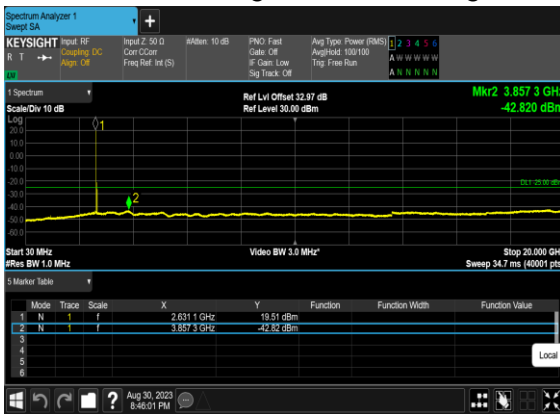 Spectrum Analyzer 1
Swept SA
KEYSIGHT Input: RF Input Z: 50 Ω #Atten: 10 dB PNO: Fast Avg Type: Power (RMS) 1 2 3 4 5 6
R T Coupling: DC Corr CCorr Gate: Off Avg|Hold: 100/100 A W W W W W
Align: Off Freq Ref: Int (S) IF Gain: Low Trig: Free Run
LV Sig Track: Off A N N N N N
1 Spectrum Ref Lvl Offset 32.97 dB Mkr2 3.857 3 GHz
Scale/Div 10 dB Ref Level 30.00 dBm -42.820 dBm
Log
20.0
1
10.0
0.00
-10.0
-20.0
DL1 -25.00 dBm
-30.0
-40.0
2
-50.0
-60.0
Start 30 MHz Video BW 3.0 MHz* Stop 20.000 GHz
#Res BW 1.0 MHz Sweep 34.7 ms (40001 pts)
5 Marker Table
Mode Trace Scale X Y Function Function Width Function Value
1 N 1 f 2.631 1 GHz 19.51 dBm
2 N 1 f 3.857 3 GHz -42.82 dBm
3
4
5
6
Local
? Aug 30, 2023
8:46:01 PM